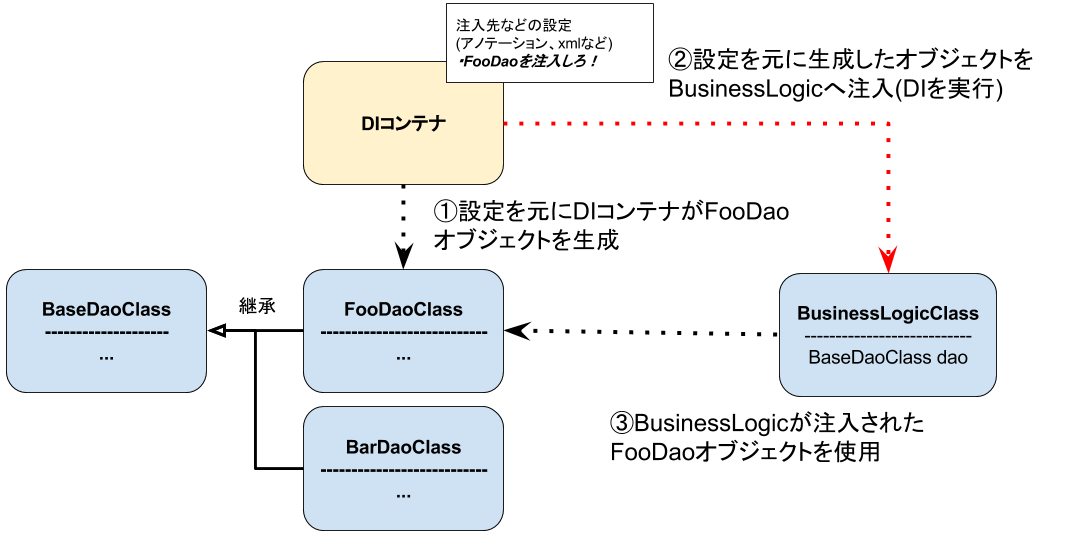 注入先などの設定
(アノテーション、xmlなど)
・FooDaoを注入しろ！
DIコンテナ
②設定を元に生成したオブジェクトを
BusinessLogicへ注入(DIを実行)
①設定を元にDIコンテナがFooDao
オブジェクトを生成
BaseDaoClass
--------------------
...
継承
FooDaoClass
---------------------------
...
BusinessLogicClass
---------------------------
BaseDaoClass dao
BarDaoClass
---------------------------
...
③BusinessLogicが注入された
FooDaoオブジェクトを使用